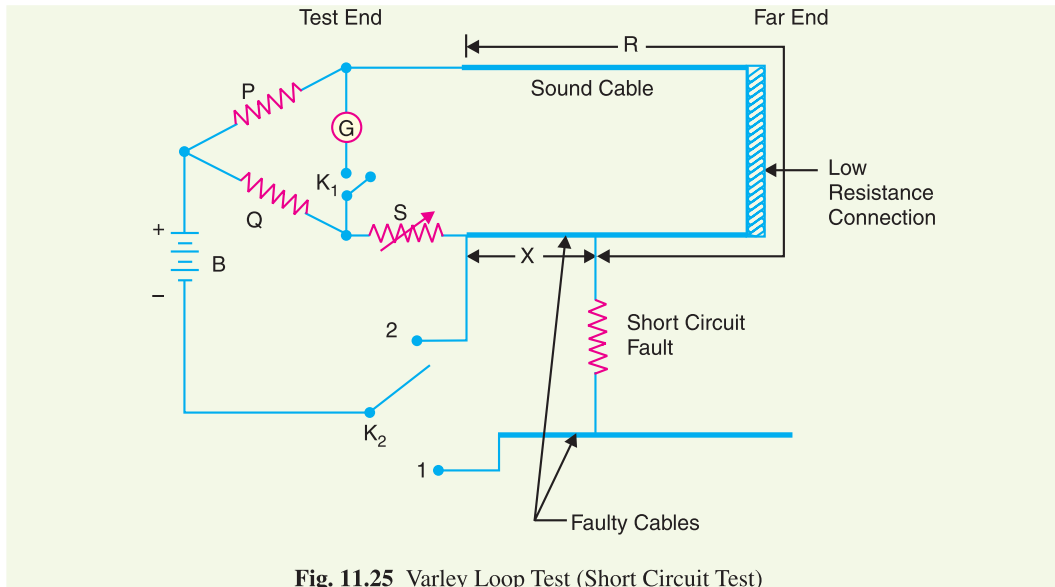 Test End
Far End
R
Sound Cable
P
G
K1
Q
S
+
B
–
X
Low
Resistance
Connection
2
Short Circuit
Fault
K2
1
Faulty Cables
Fig. 11.25 Varley Loop Test (Short Circuit Test)